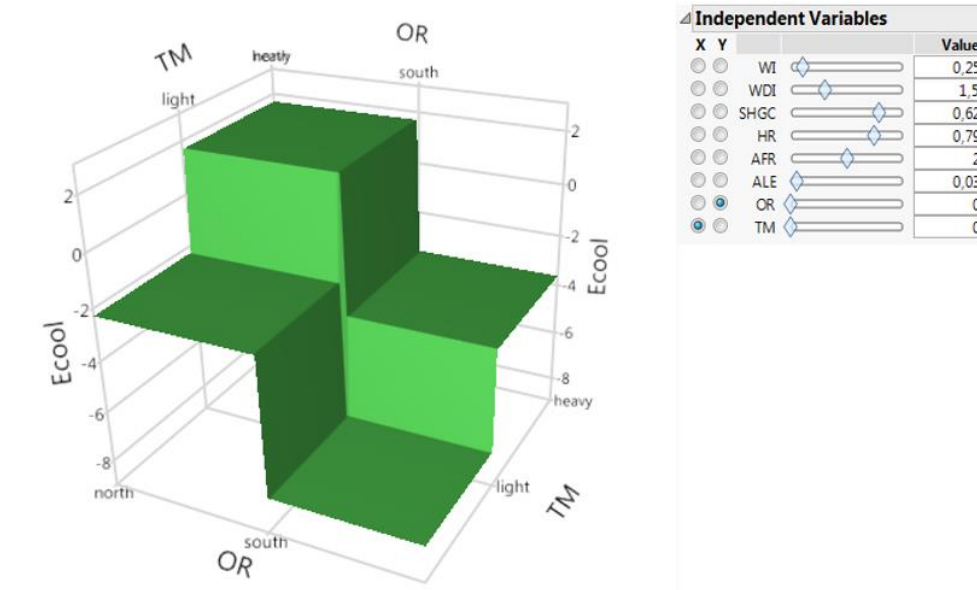 OR
TM
south
light
2
0
-2
-4
-6
-8
Ecool
2
0
-2
-4
-6
-8
Ecool
heavy
light
TM
north
south
OR
Independent Variables
X Y Value
WI 0,25
WDI 1,5
SHGC 0,62
HR 0,79
AFR 2
ALE 0,03
OR 0
TM 0